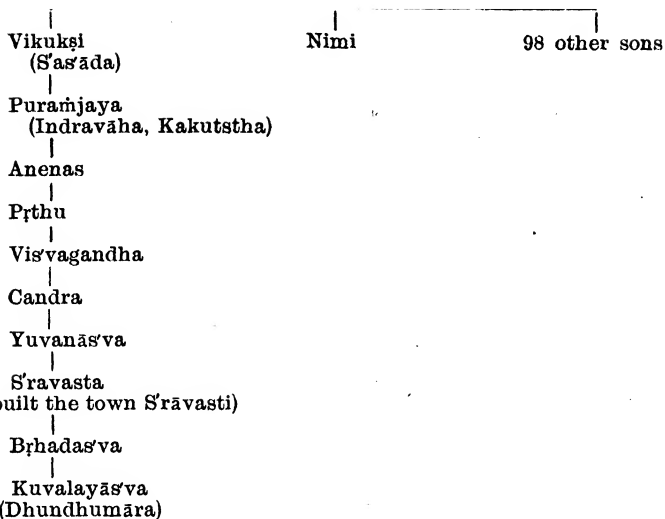 Vikukṣi Nimi 98 other sons
(S'as'āda)
Puraṁjaya
(Indravāha, Kakutstha)
Anenas
Pṛthu
Vis'vagandha
Candra
Yuvanās'va
S'ravasta
built the town S'rāvasti)
Bṛhadas'va
Kuvalayās'va
(Dhundhumāra)